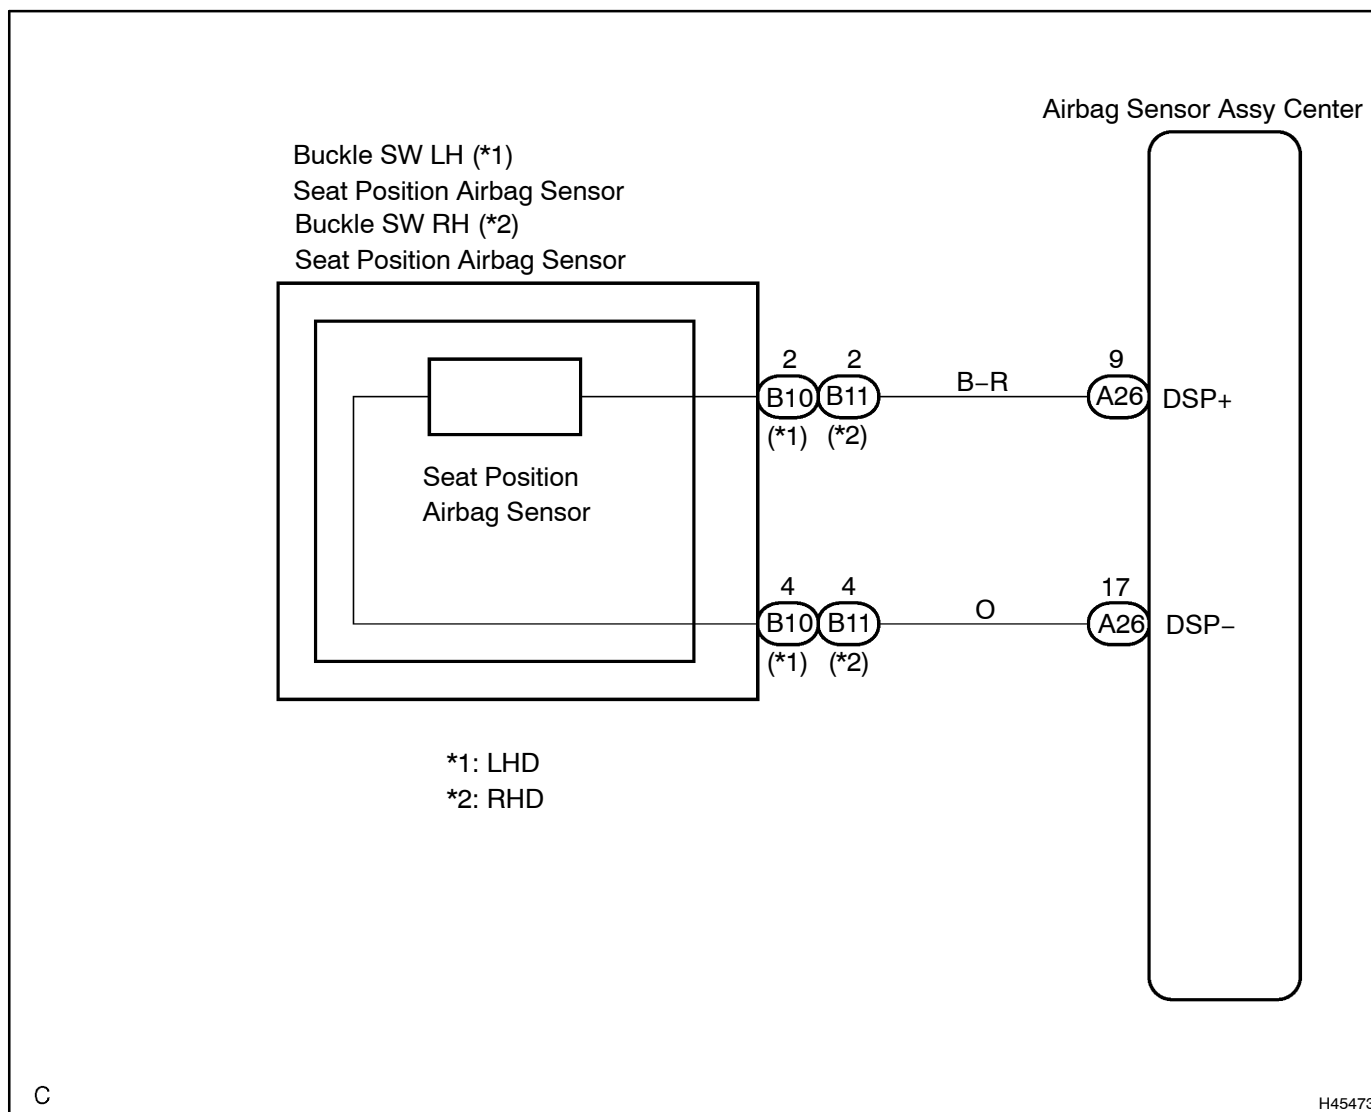 Airbag Sensor Assy Center
Buckle SW LH (*1)
Seat Position Airbag Sensor
Buckle SW RH (*2)
Seat Position Airbag Sensor
2 2 9
B10 B11 B−R A26 DSP+
(*1) (*2)
Seat Position
Airbag Sensor
4 4 17
B10 B11 O A26 DSP−
(*1) (*2)
*1: LHD
*2: RHD
C
H45473